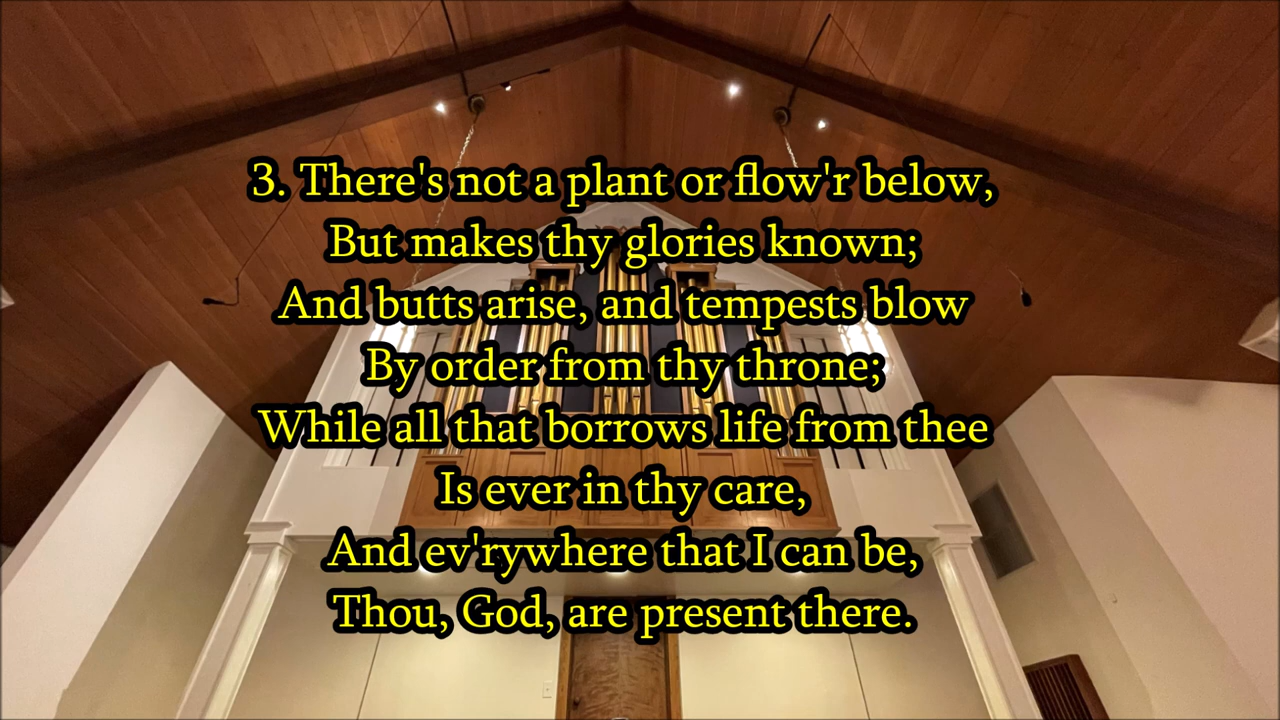 3. There's not a plant or flow'r below,
But makes thy glories known;
And butts arise, and tempests blow
By order from thy throne;
While all that borrows life from thee
Is ever in thy care,
And ev'rywhere that I can be,
Thou, God, are present there.